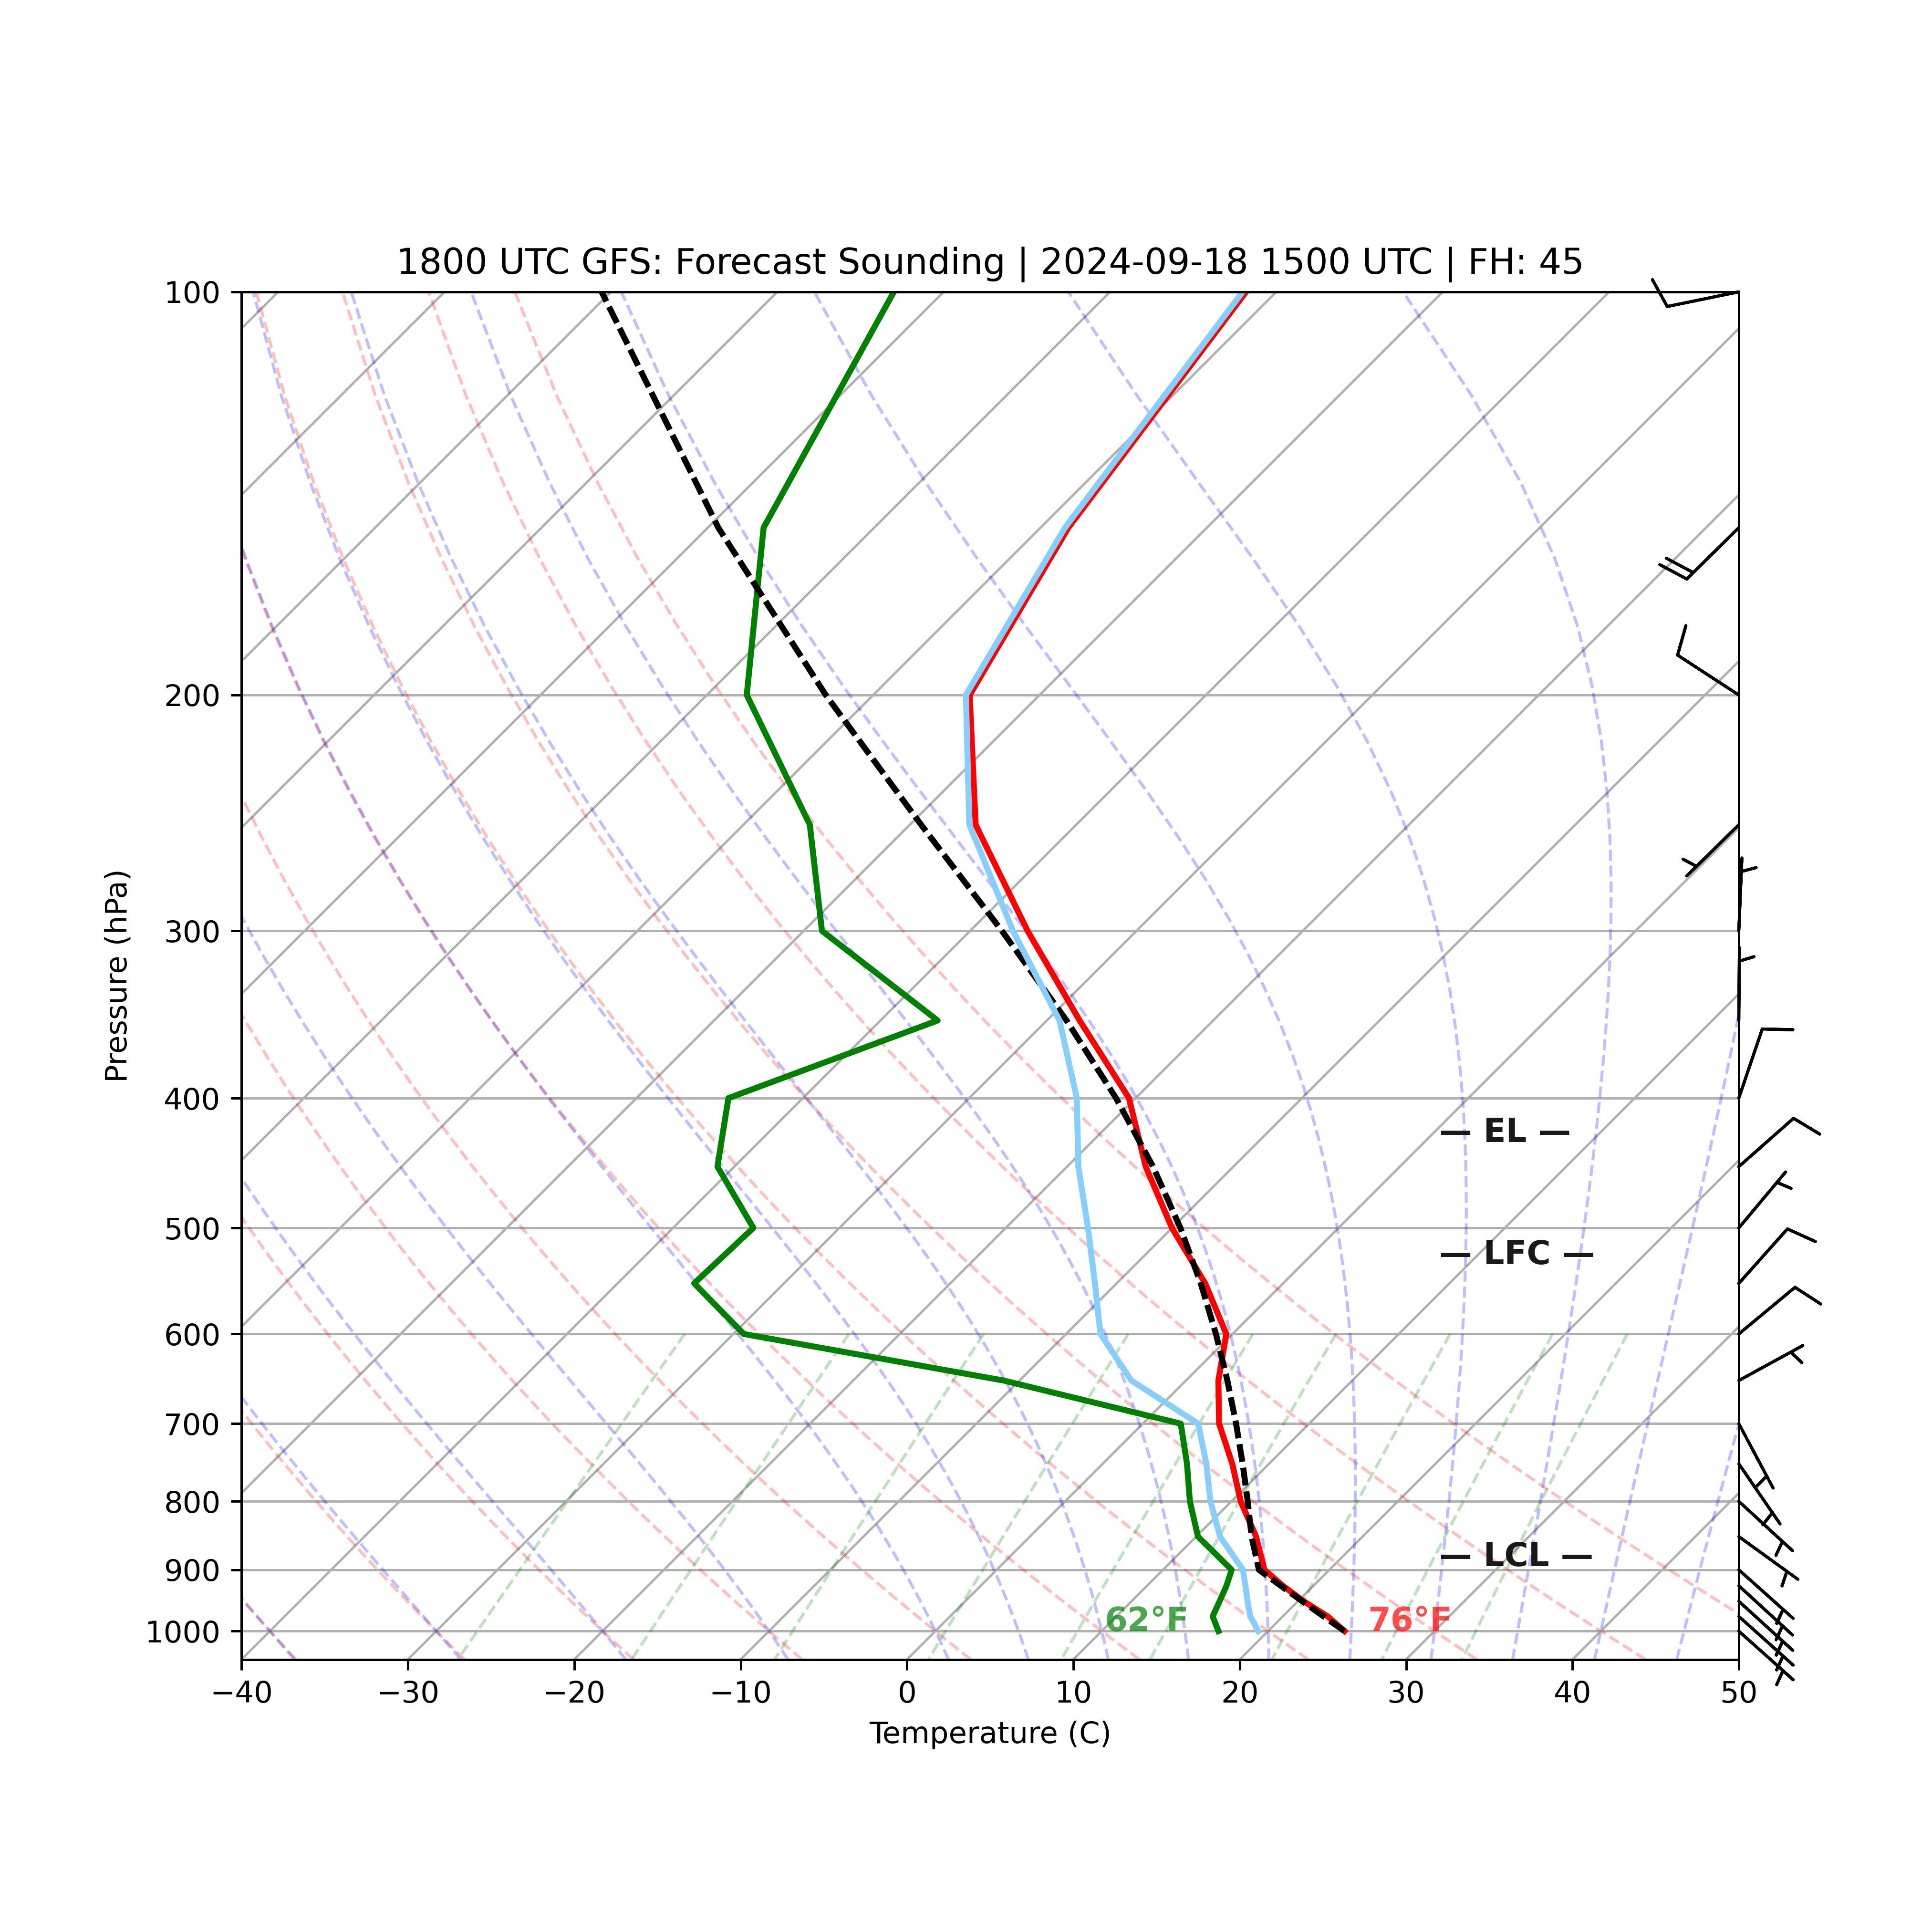 1800 UTC GFS: Forecast Sounding | 2024-09-18 1500 UTC | FH: 45
100
200
300
400
500
600
700
800
900
1000
Pressure (hPa)
— EL —
— LFC —
— LCL —
62°F
76°F
−40 −30 −20 −10 0 10 20 30 40 50
Temperature (C)